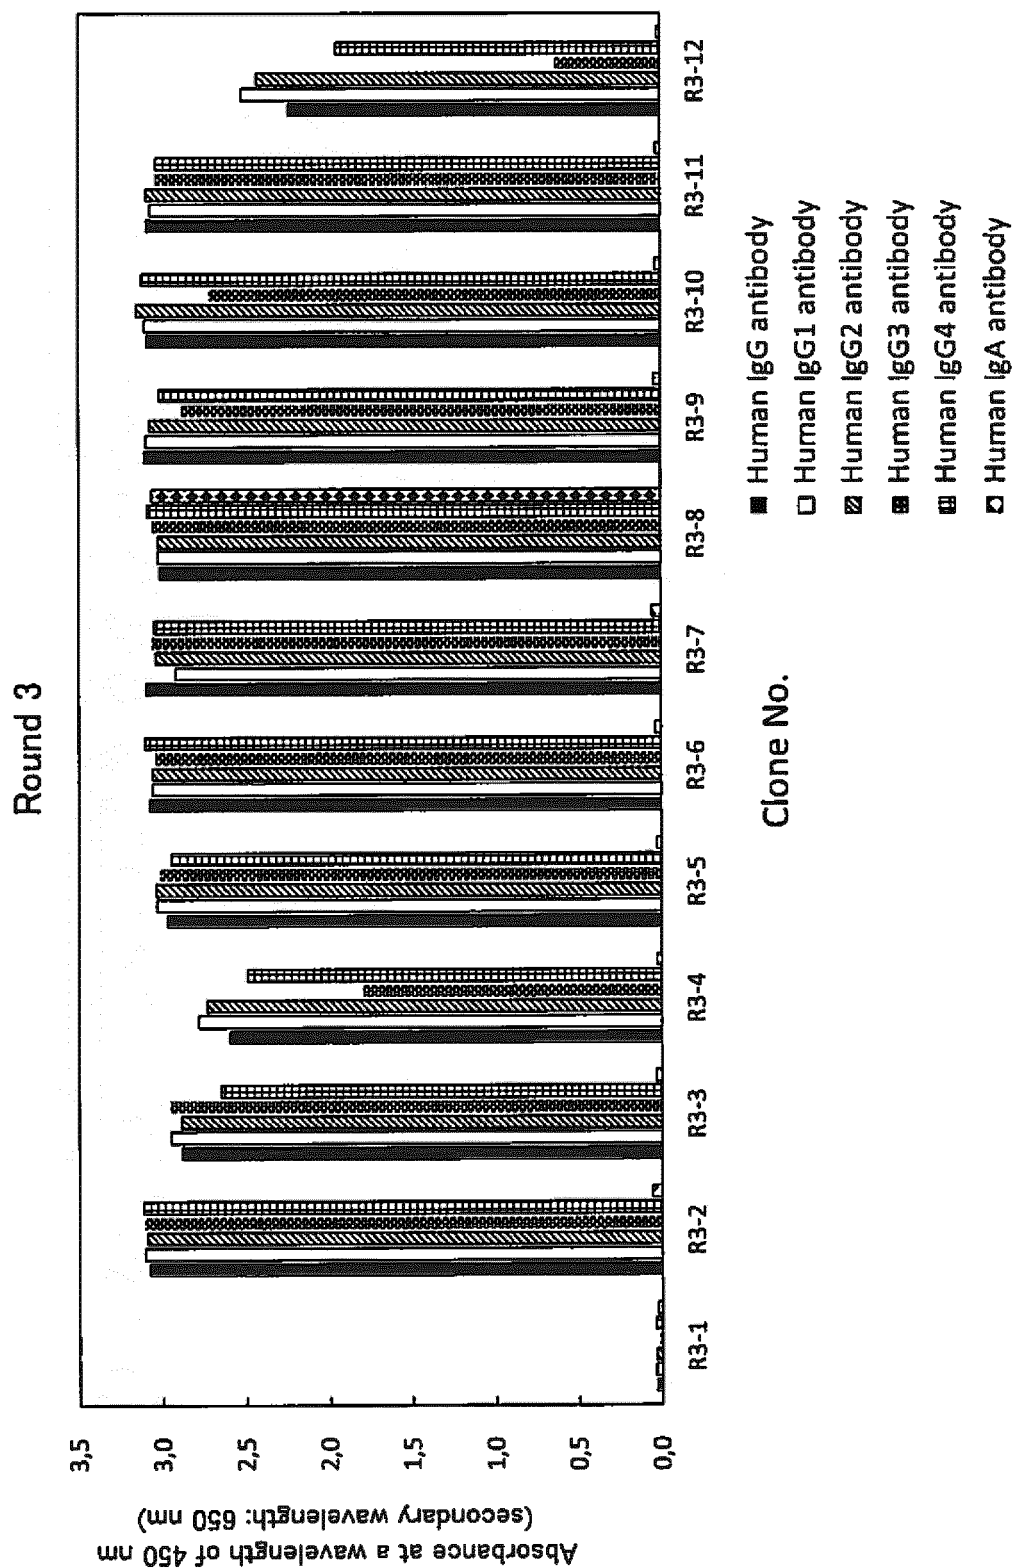 Round 3
Absorbance at a wavelength of 450 nm
(secondary wavelength: 650 nm)
3,5
3,0
2,5
2,0
1,5
1,0
0,5
0,0
R3-1
R3-2
R3-3
R3-4
R3-5
R3-6
R3-7
R3-8
R3-9
R3-10
R3-11
R3-12
Clone No.
Human IgG antibody
Human IgG1 antibody
Human IgG2 antibody
Human IgG3 antibody
Human IgG4 antibody
Human IgA antibody